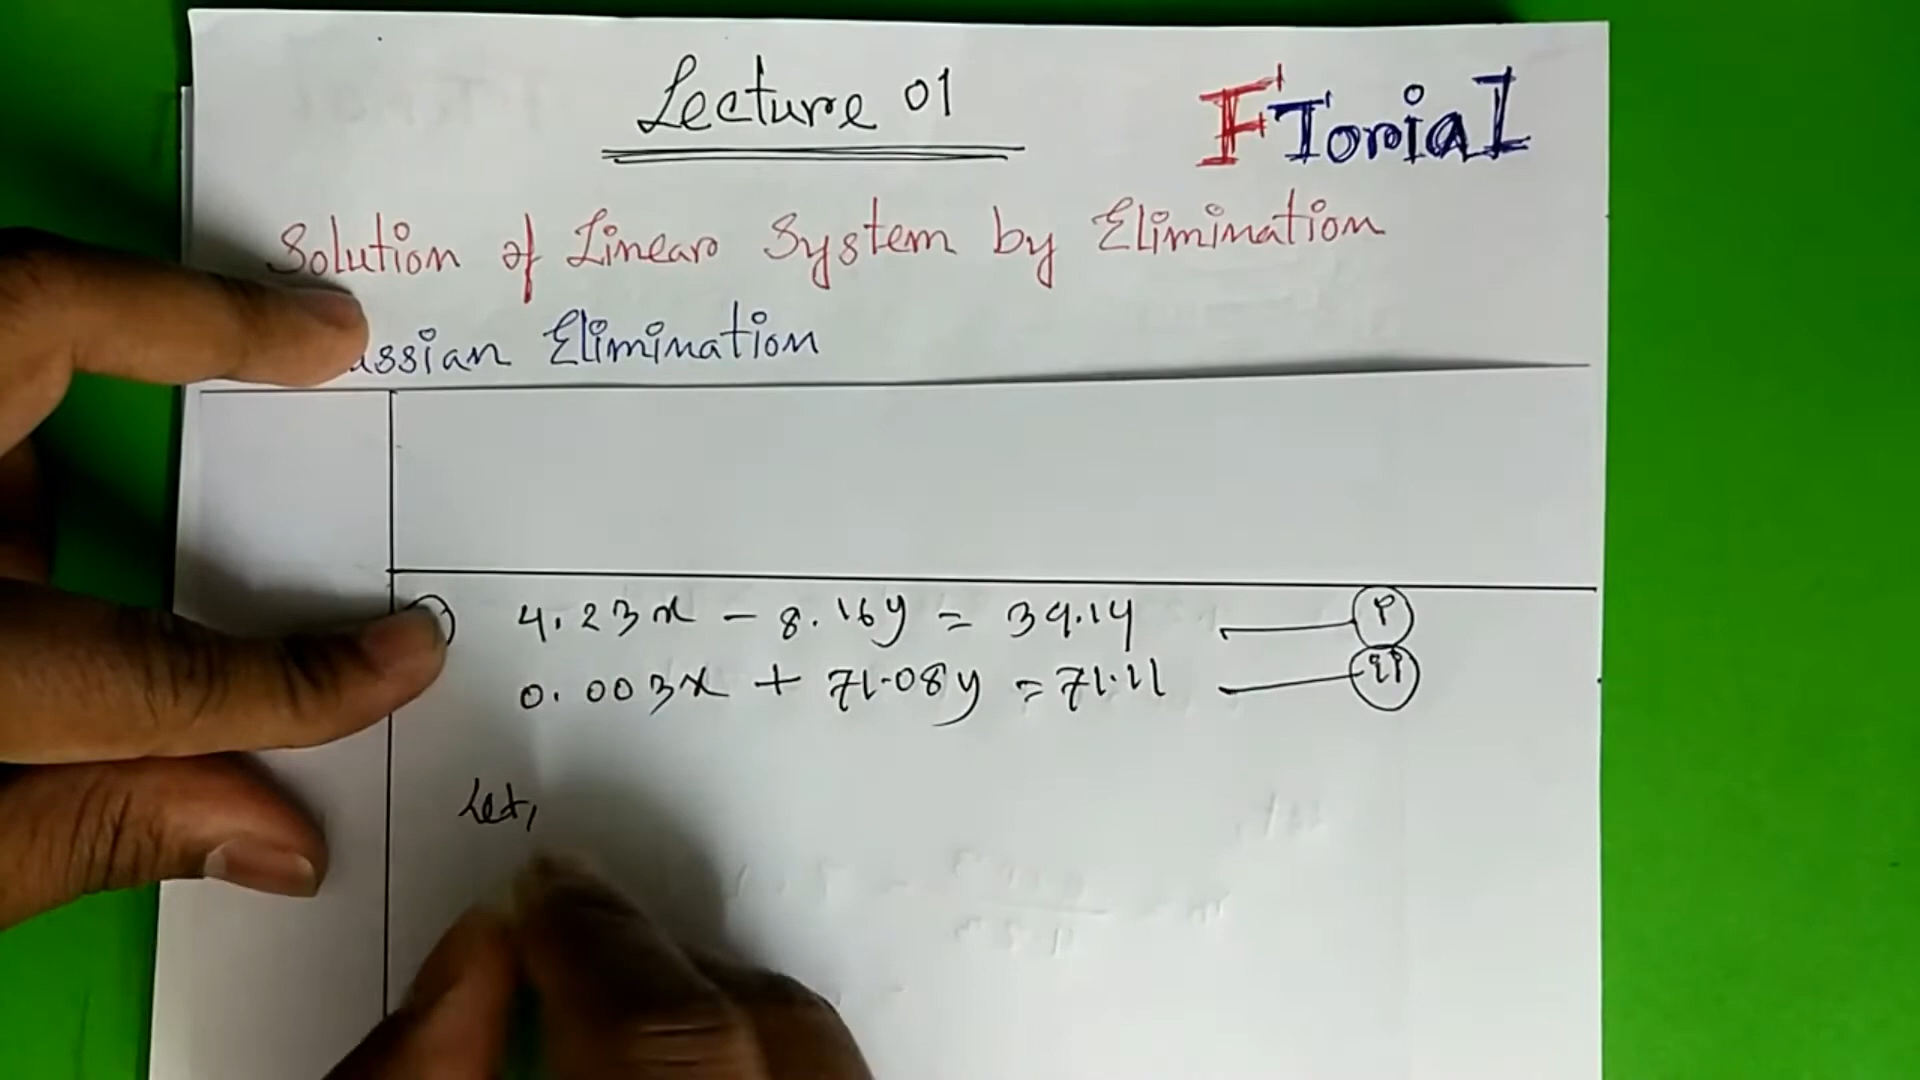 Lecture 01
FTorial
Solution of Linear System by Elimination
ussian Elimination
4.23x - 8.16y = 34.14
0.003x + 71.08y = 71.11
ii
Let,